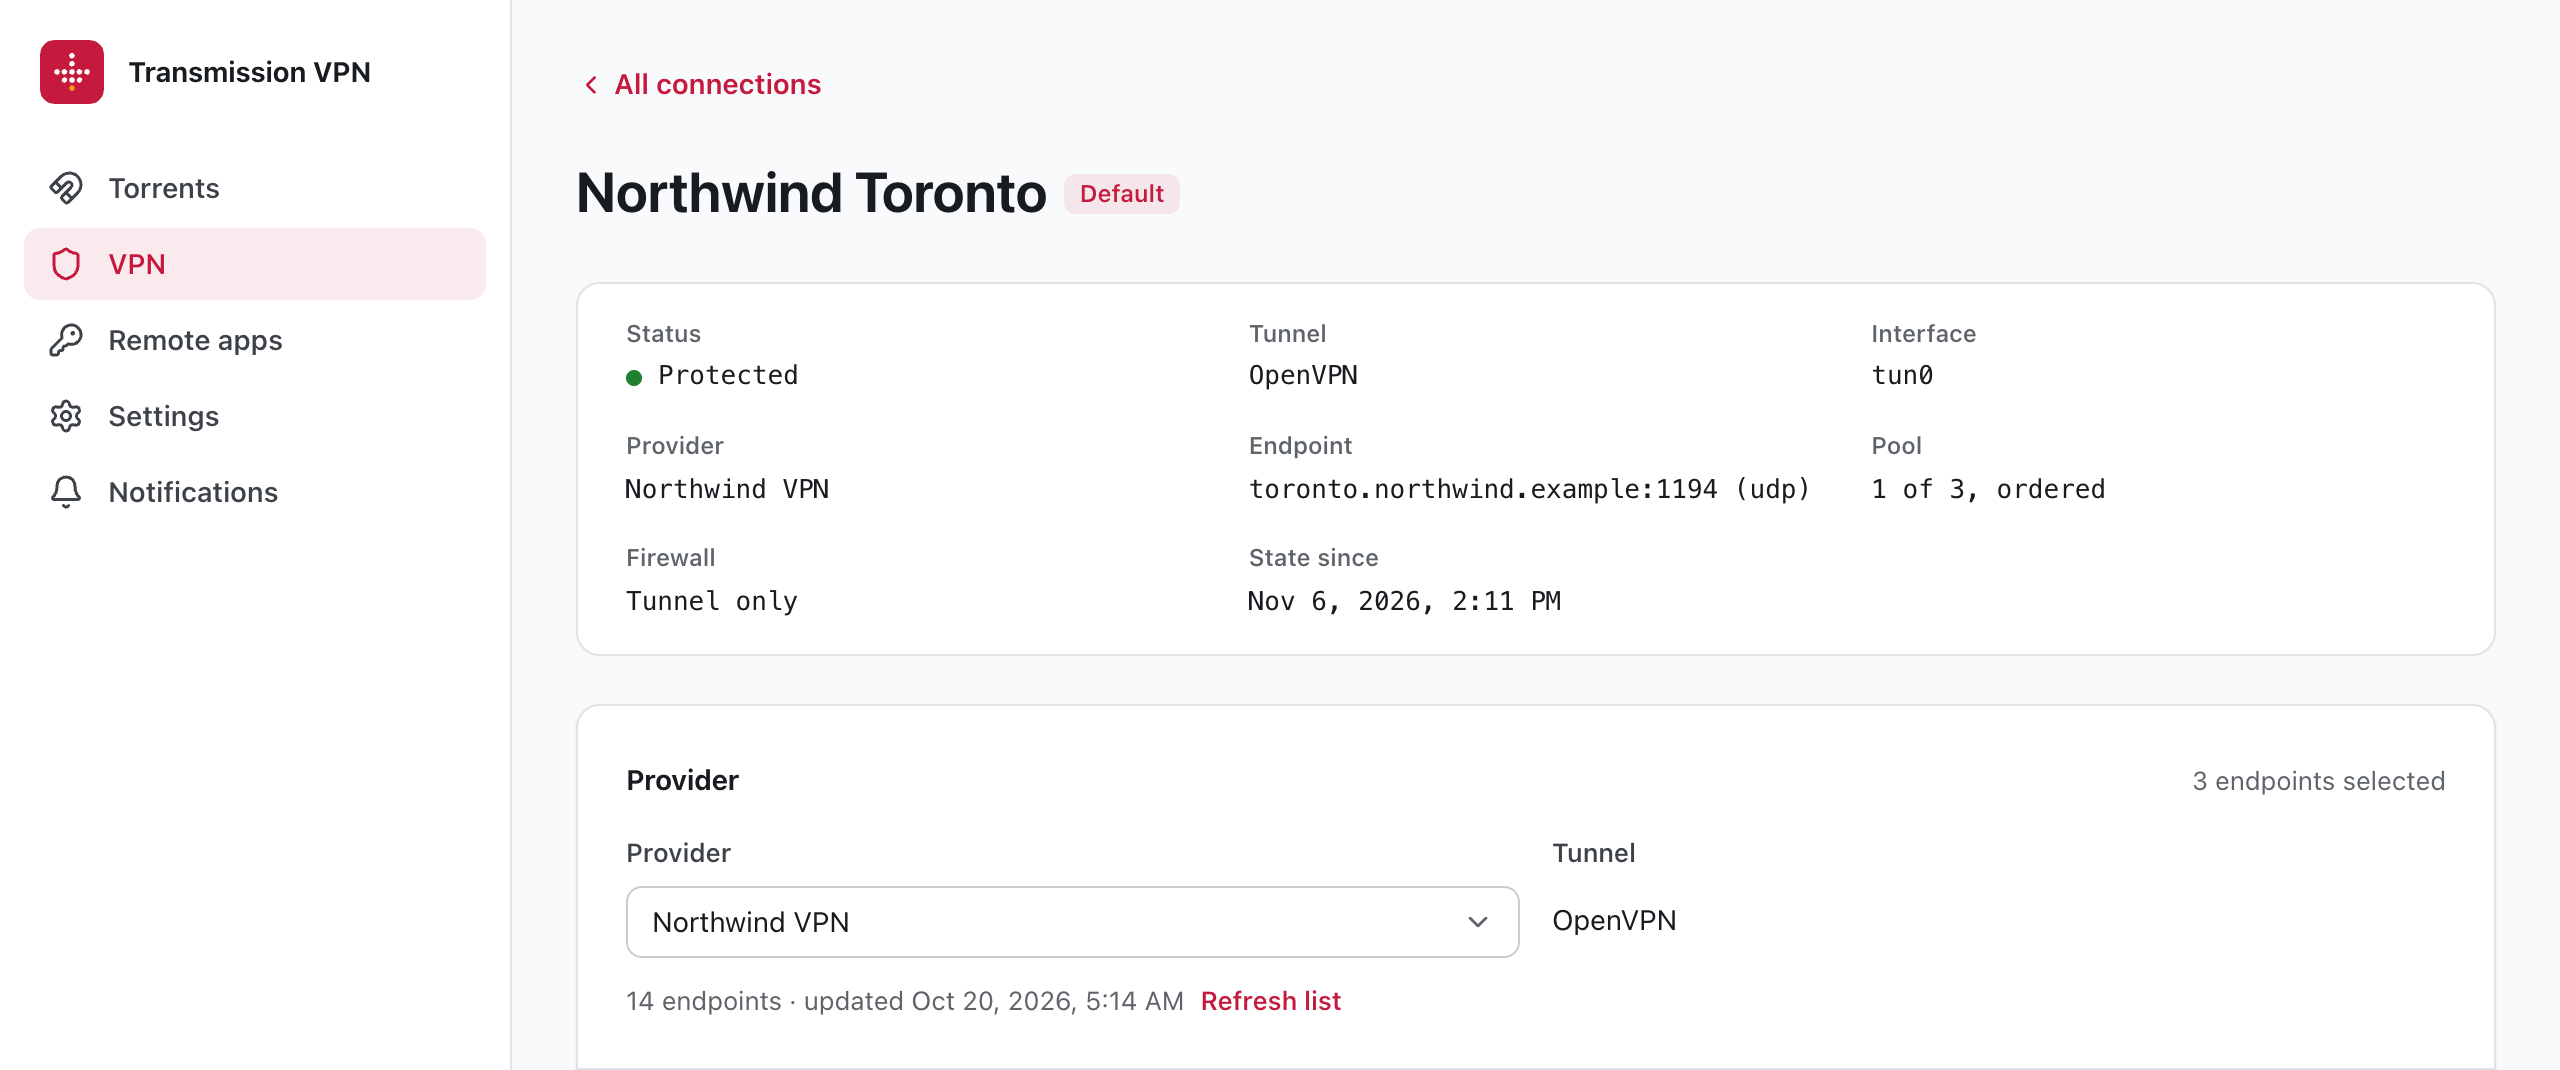 Transmission VPN
Torrents
VPN
Remote apps
Settings
Notifications
All connections
Northwind Toronto
Default
Status
Protected
Tunnel
OpenVPN
Interface
tun0
Provider
Northwind VPN
Endpoint
toronto.northwind.example:1194 (udp)
Pool
1 of 3, ordered
Firewall
Tunnel only
State since
Nov 6, 2026, 2:11 PM
Provider
3 endpoints selected
Provider
Northwind VPN
Tunnel
OpenVPN
14 endpoints · updated Oct 20, 2026, 5:14 AM Refresh list